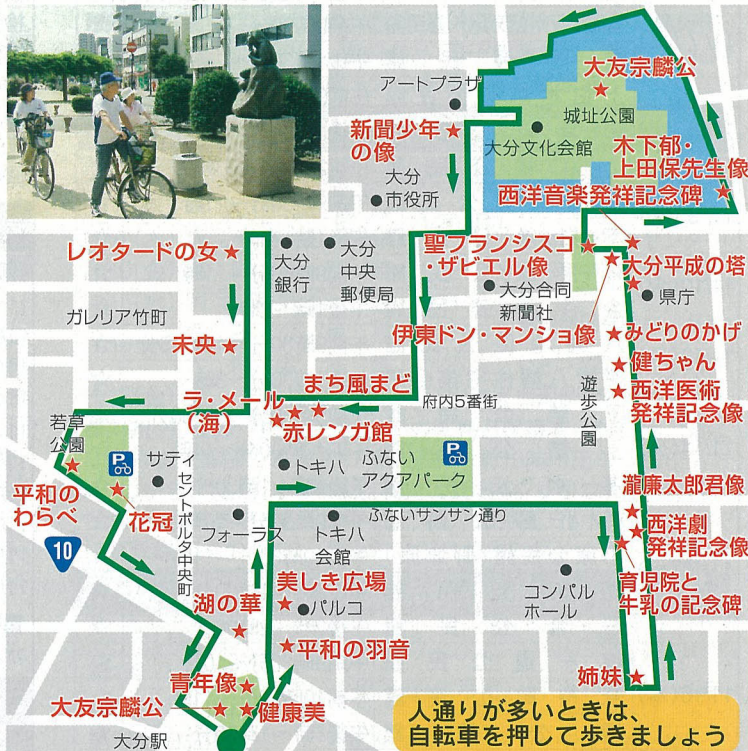 アートプラザ
新聞少年
の像
大分
市役所
大友宗麟公
城址公園
大分文化会館
木下郁・
上田保先生像
西洋音楽発祥記念碑
レオタードの女
大分
銀行
大分
中央
郵便局
聖フランシスコ
・ザビエル像
大分平成の塔
大分合同
新聞社
県庁
ガレリア竹町
伊東ドン・マンショ像
みどりのかげ
未央
健ちゃん
まち風まど
西洋医術
発祥記念像
ラ・メール
(海)
赤レンガ館
府内5番街
遊歩公園
若草
公園
サティ
トキハ
ふない
アクアパーク
P
P
平和の
わらべ
花冠
セントポルタ中央町
瀧廉太郎君像
フォーラス
トキハ
会館
ふないサンサン通り
西洋劇
発祥記念像
10
美しき広場
パルコ
コンパル
ホール
育児院と
牛乳の記念碑
湖の華
平和の羽音
青年像
姉妹
大友宗麟公
健康美
大分駅
人通りが多いときは、
自転車を押して歩きましょう